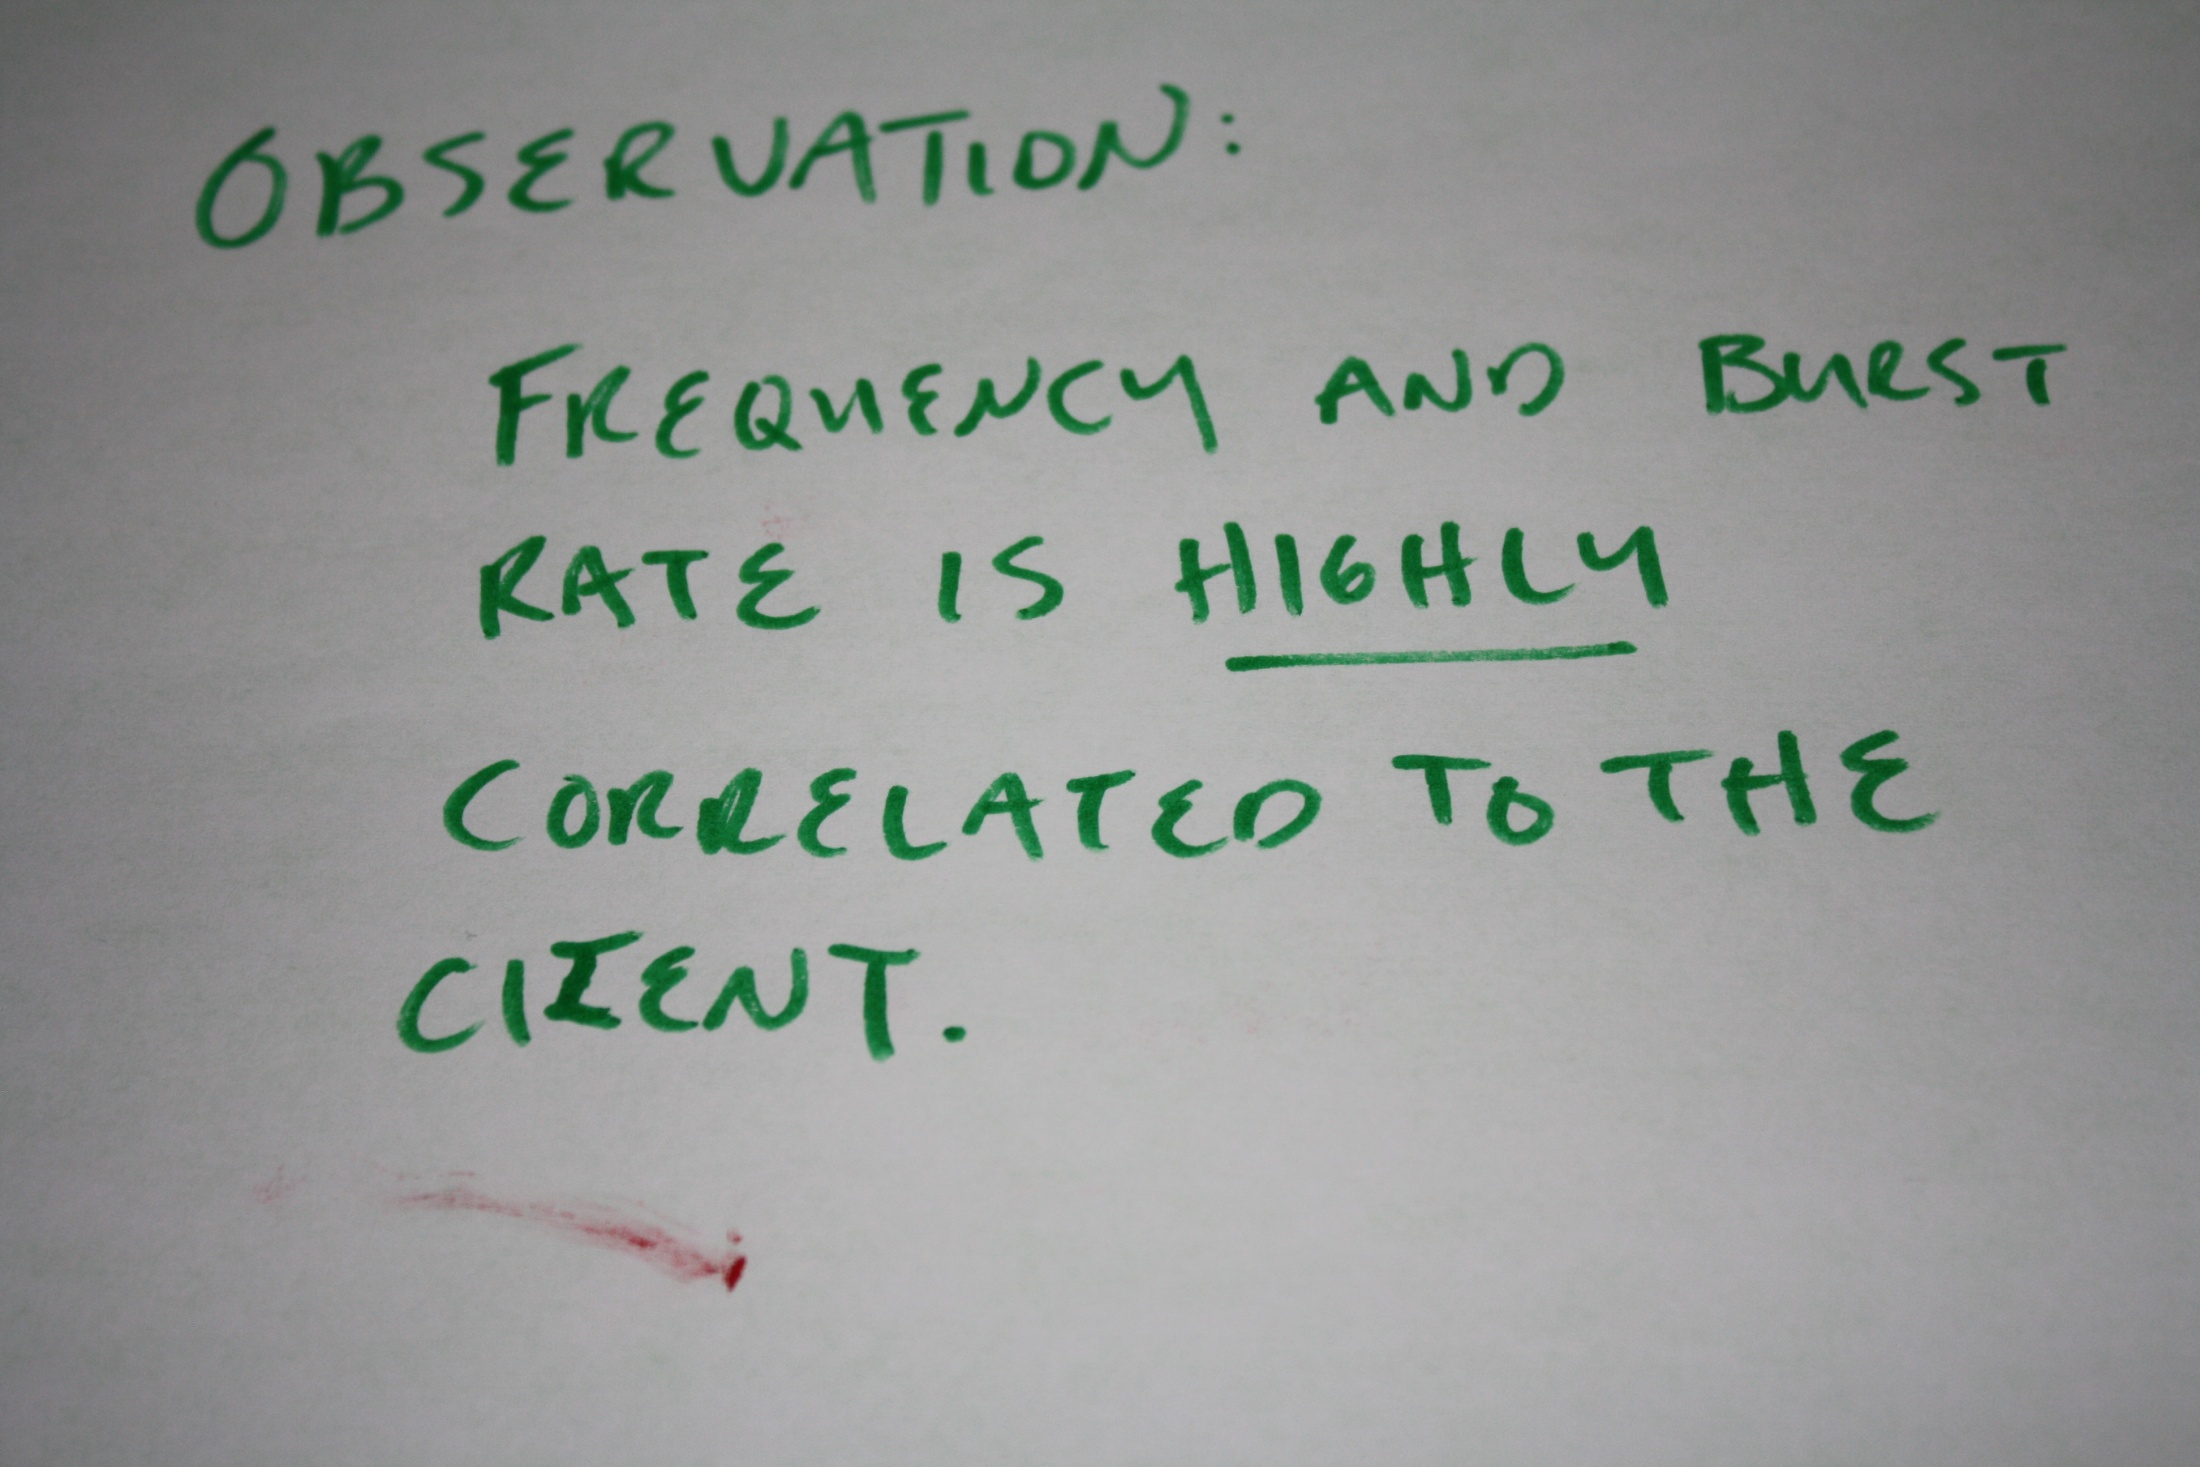 OBSERVATION:
FREQUENCY AND BURST
RATE IS HIGHLY
CORRELATED TO THE
CLIENT.